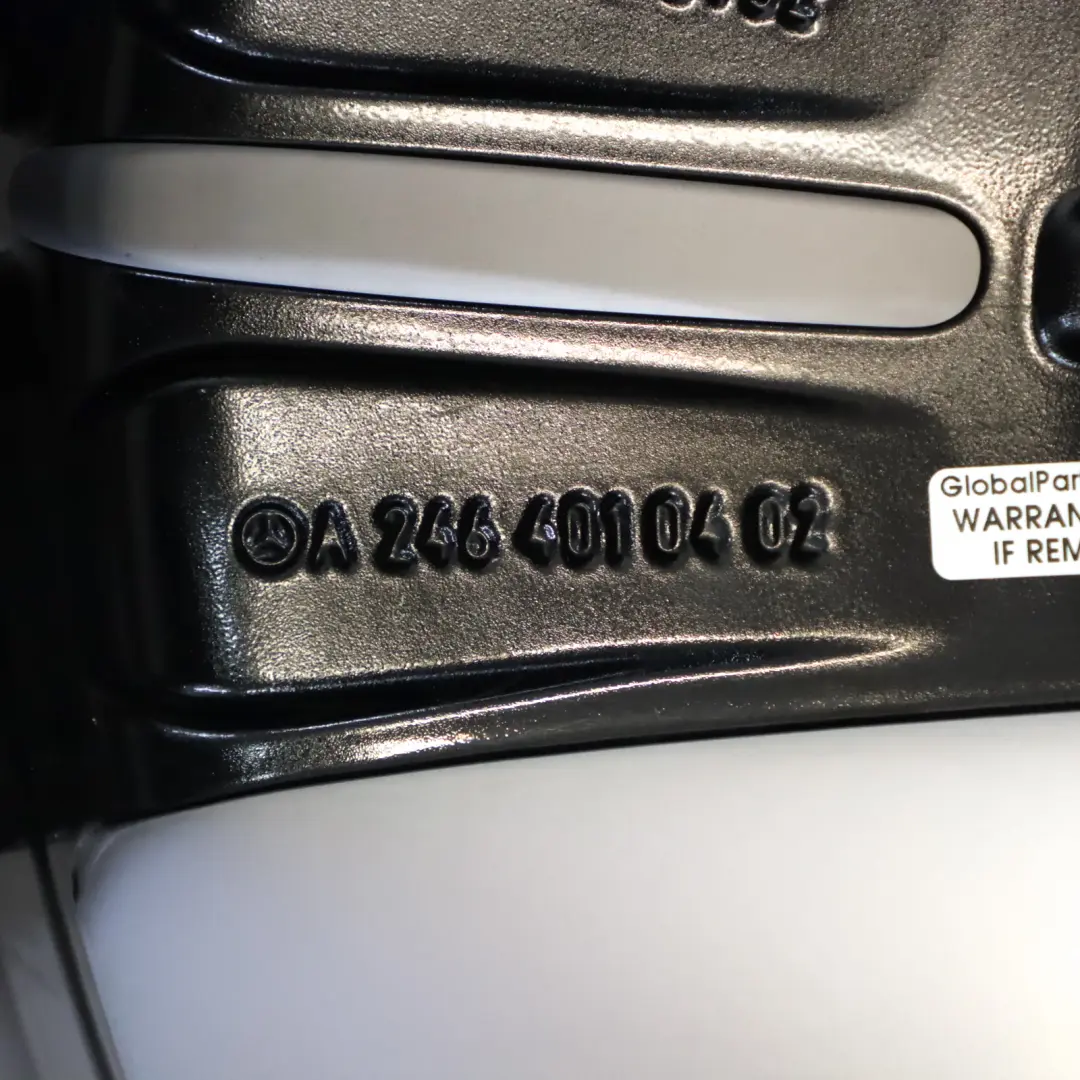 A 246 401 04 02
GlobalPar
WARRAN
IF REM